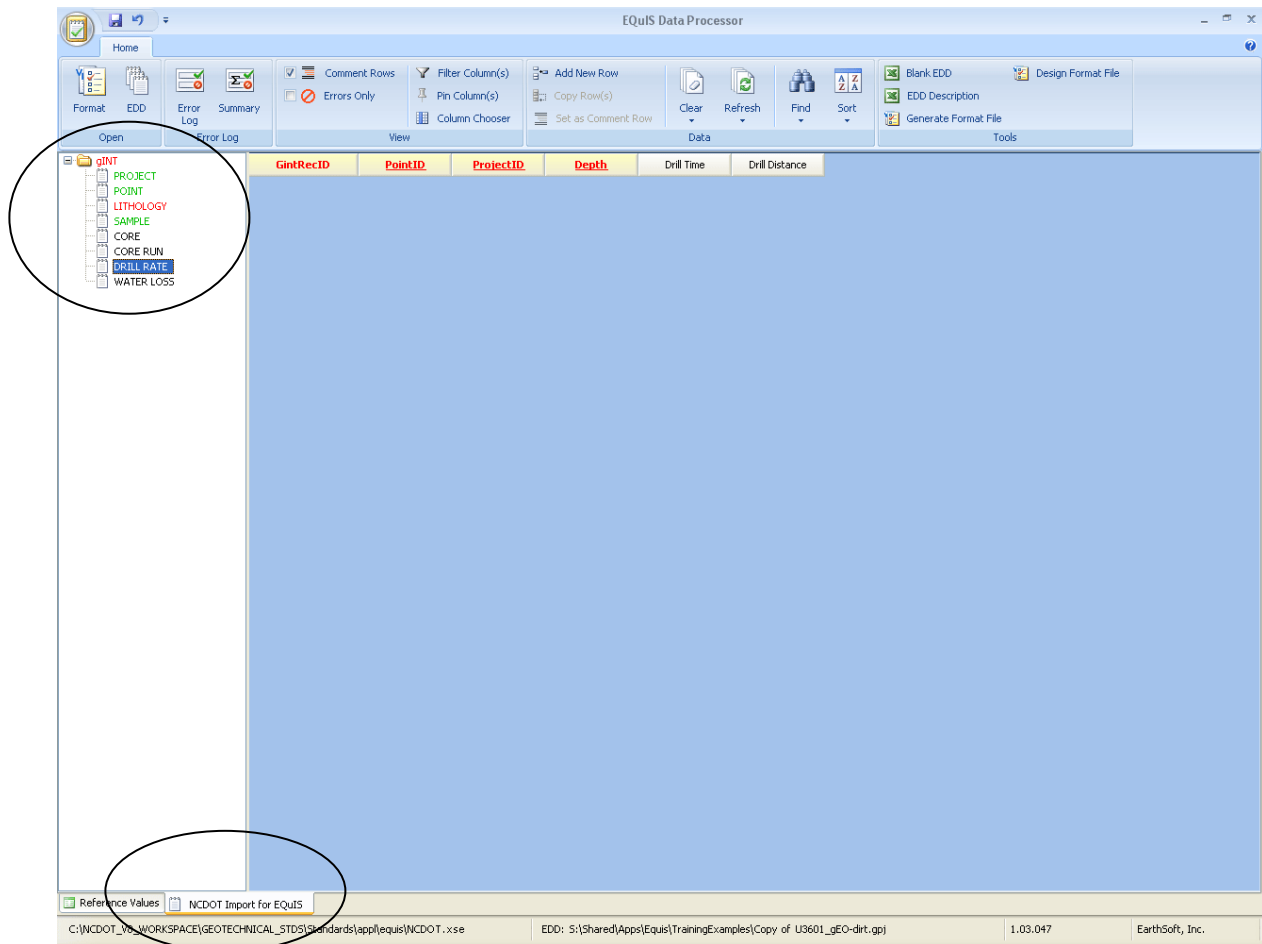 EQuIS Data Processor
Home
Comment Rows
Filter Column(s)
Add New Row
Blank EDD
Design Format File
Errors Only
Pin Column(s)
Copy Row(s)
EDD Description
Format
EDD
Error Log
Summary
Column Chooser
Set as Comment Row
Clear
Refresh
Find
Sort
Generate Format File
Open
Error Log
View
Data
Tools
gINT
GintRecID
PointID
ProjectID
Depth
Drill Time
Drill Distance
PROJECT
POINT
LITHOLOGY
SAMPLE
CORE
CORE RUN
DRILL RATE
WATER LOSS
Reference Values
NCDOT Import for EQuIS
C:\NCDOT_V8_WORKSPACE\GEOTECHNICAL_STDS\Standards\appl\equis\NCDOT.xse
EDD: S:\Shared\Apps\Equis\TrainingExamples\Copy of U3601_gEO-dirt.gpj
1.03.047
EarthSoft, Inc.